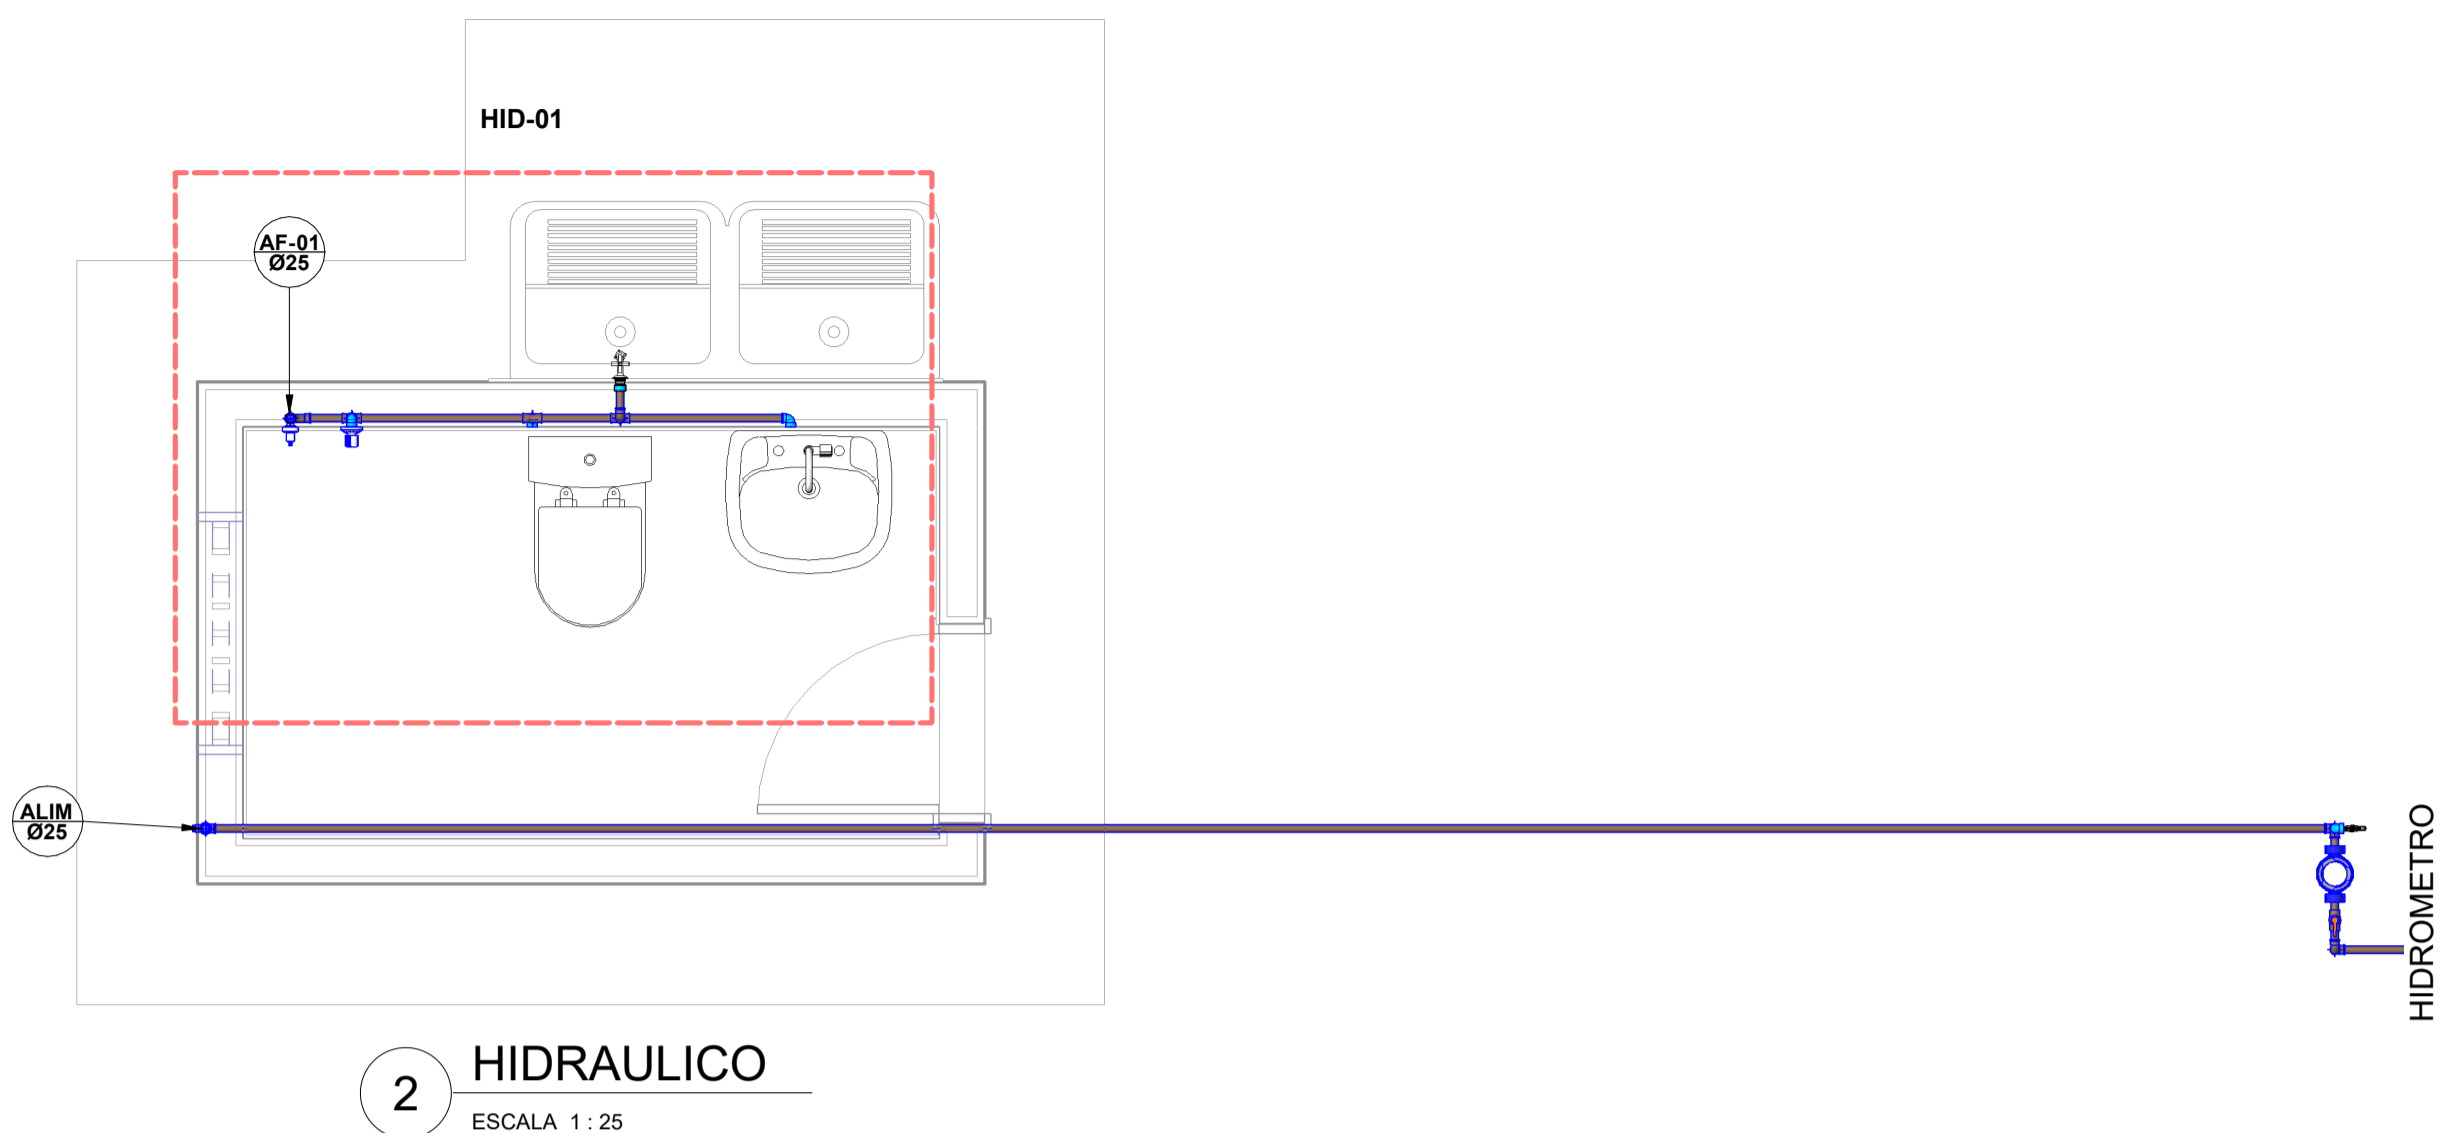 HID-01
AF-01
Ø25
ALIM
Ø25
HIDROMETRO
2
HIDRAULICO
ESCALA 1 : 25